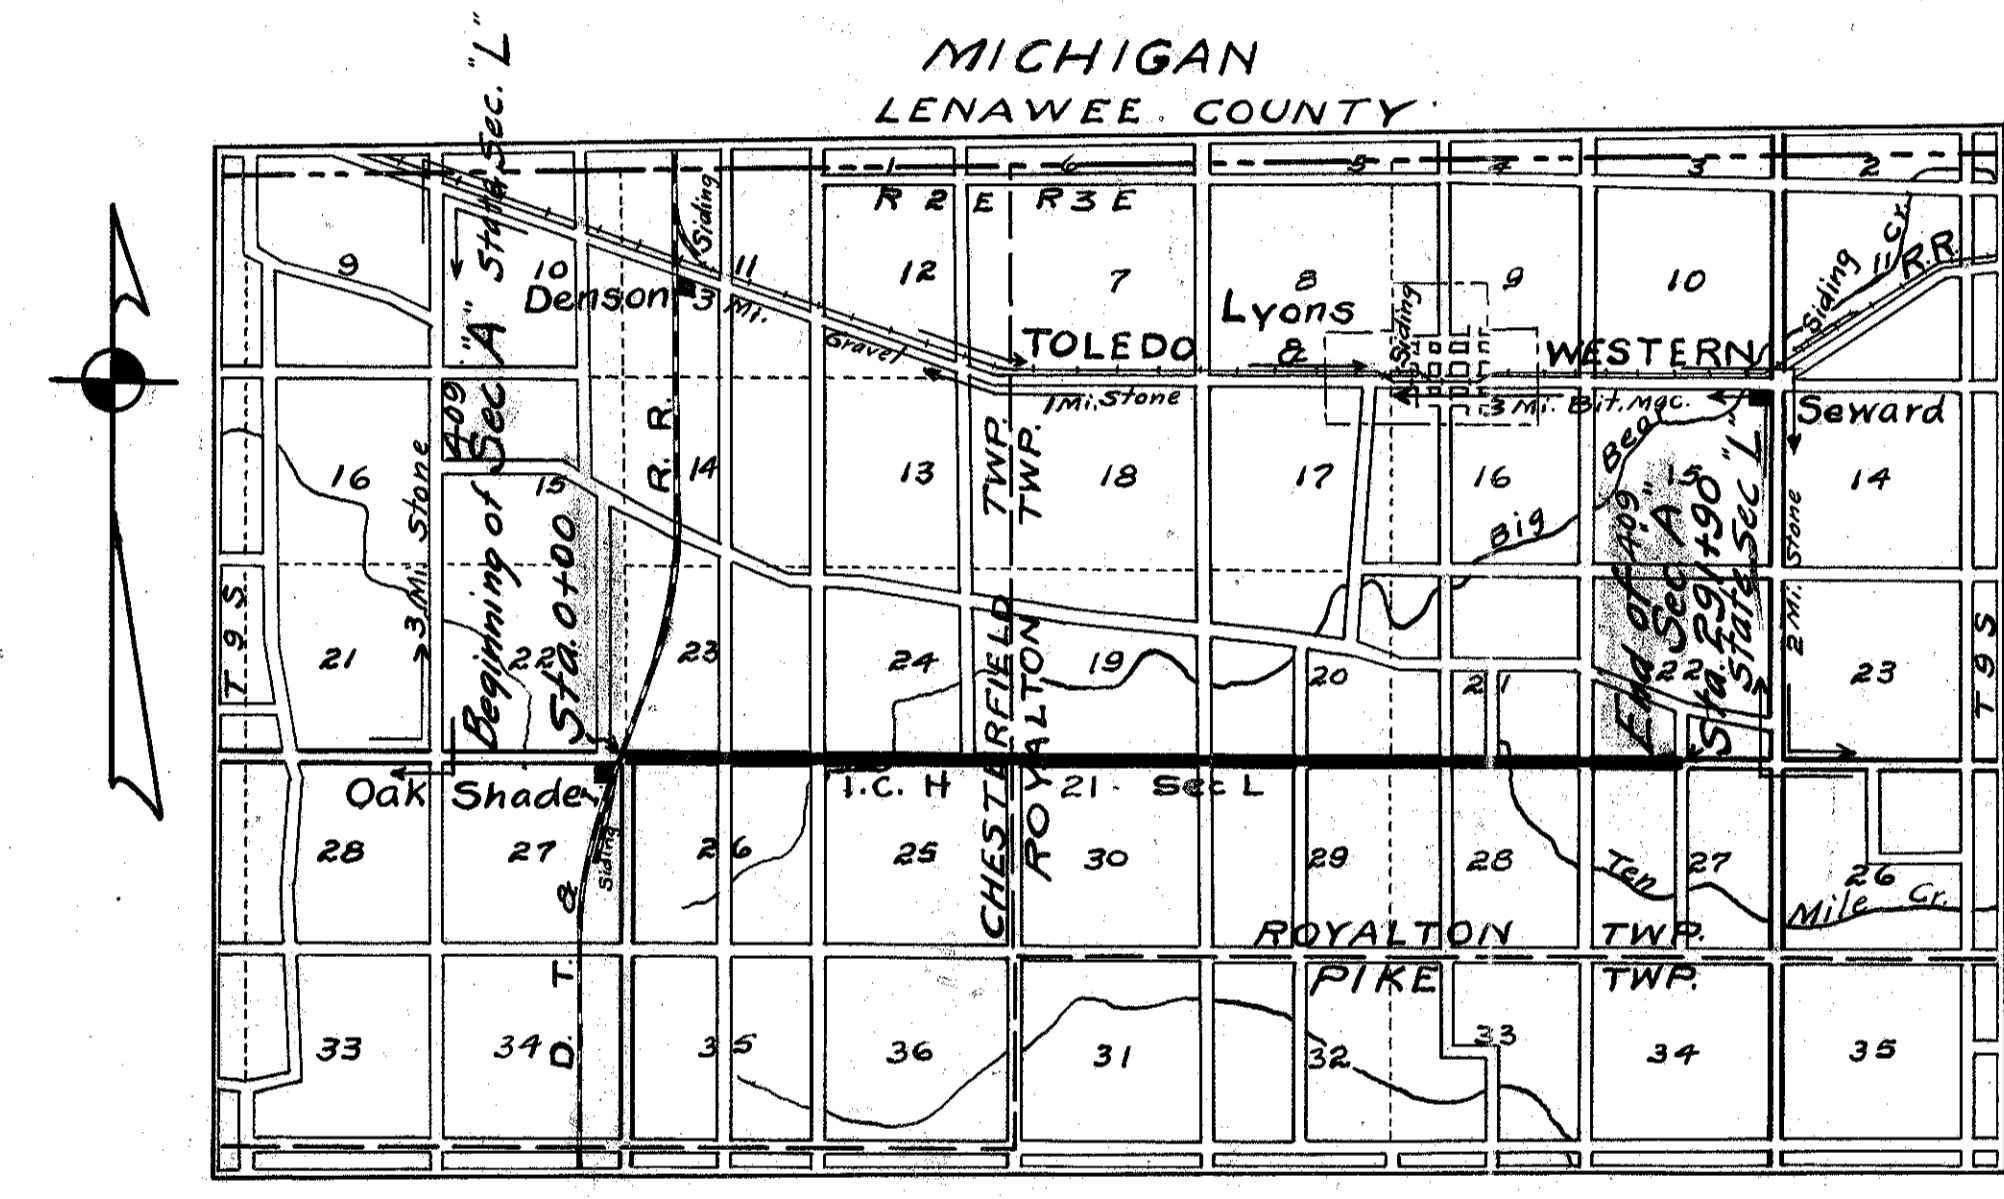 MICHIGAN
LENAWEE COUNTY
1 6 5 4 3 2
R 2 E R 3 E
Siding
9 10 11 12 7 8 9 10 11
Denson
3 Mi.
Gravel
Lyons
Siding
Siding
Cr.
R.R.
TOLEDO & WESTERN
1 Mi. Stone
3 Mi. Bit. Mac.
Seward
Beginning of Sec "A" State Sec. "L"
409
Sta. 0+00
3 Mi. Stone
R. R.
16 15 14 13 18 17 16 15 14
TWP.
TWP.
Big Bea
End of 409
Sec "A"
Sta. 291+90
State Sec "L"
2 Mi. Stone
T 9 S
T 9 S
21 22 23 24 19 20 21 22 23
CHESTERFIELD
ROYALTON
Oak Shade
I.C. H 21 - Sec L
Siding
28 27 26 25 30 29 28 27 26
Ten Mile Cr.
D. T. &
ROYALTON TWP.
PIKE TWP.
33 34 35 36 31 32 33 34 35